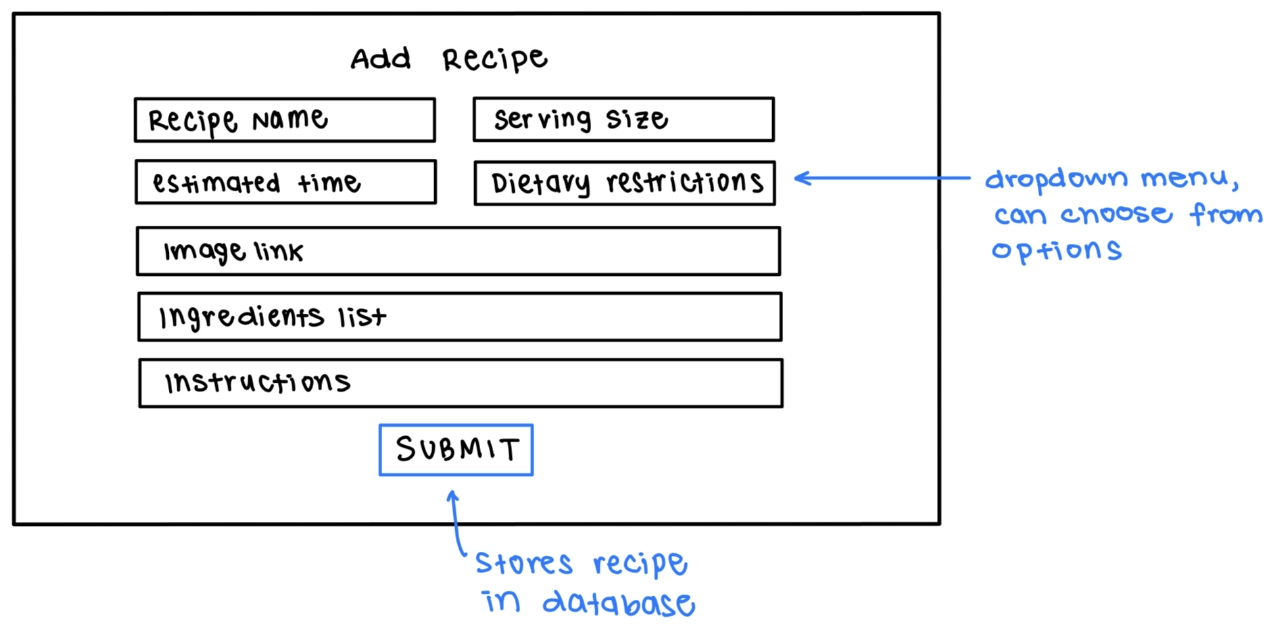 Add Recipe
Recipe Name
Serving Size
estimated time
Dietary restrictions
dropdown menu,
can choose from
options
Image link
Ingredients list
Instructions
SUBMIT
stores recipe
in database